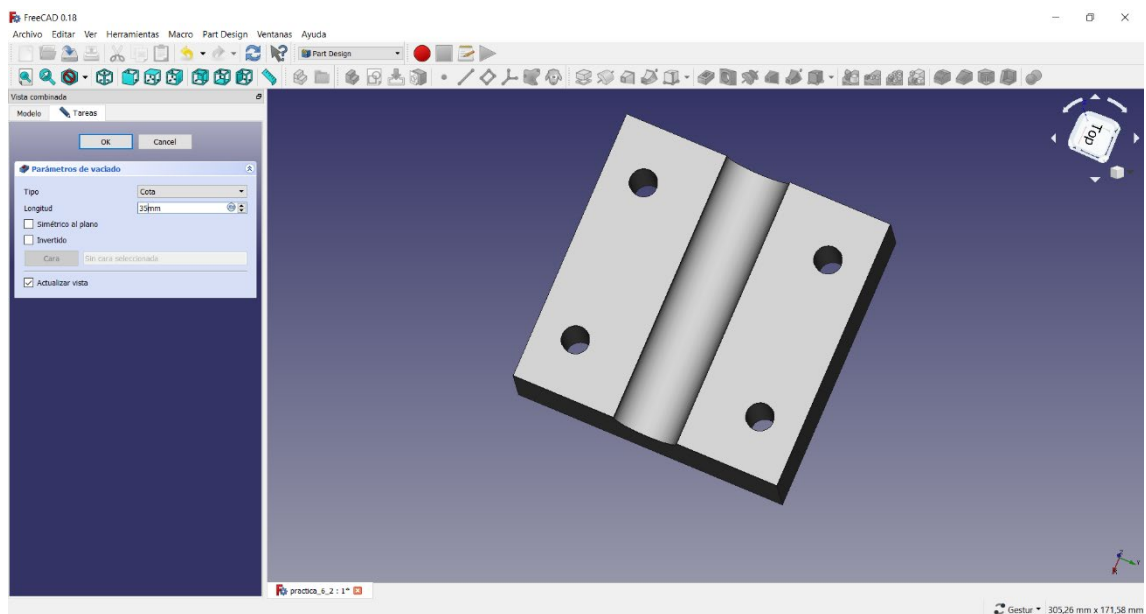 FreeCAD 0.18
Archivo Editar Ver Herramientas Macro Part Design Ventanas Ayuda
Part Design
Vista combinada
Modelo Tareas
OK Cancel
Parámetros de vaciado
Tipo Cota
Longitud 35mm
Simétrico al plano
Invertido
Cara Sin cara seleccionada
Actualizar vista
Top
Z
Y
practica_6_2 : 1*
Gestur 305,26 mm x 171,58 mm